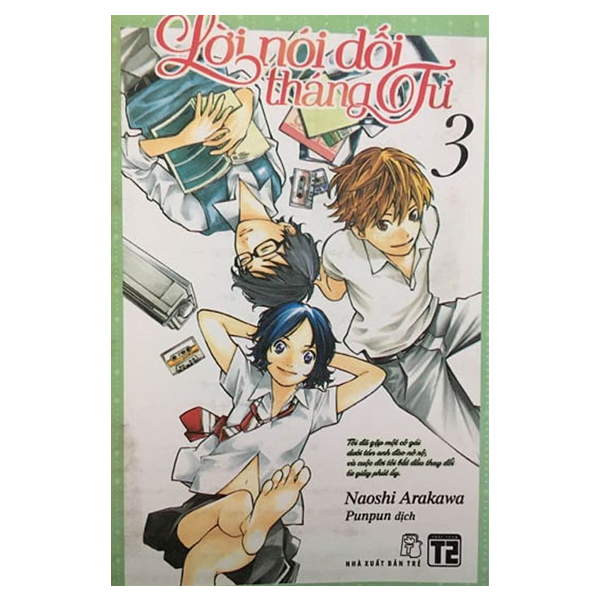 Lời nói dối
tháng Tư
3
Tôi đã gặp một cô gái
dưới tán anh đào nở rộ,
và cuộc đời tôi bắt đầu thay đổi
từ giây phút ấy.
Naoshi Arakawa
Punpun dịch
T2
NHÀ XUẤT BẢN TRẺ